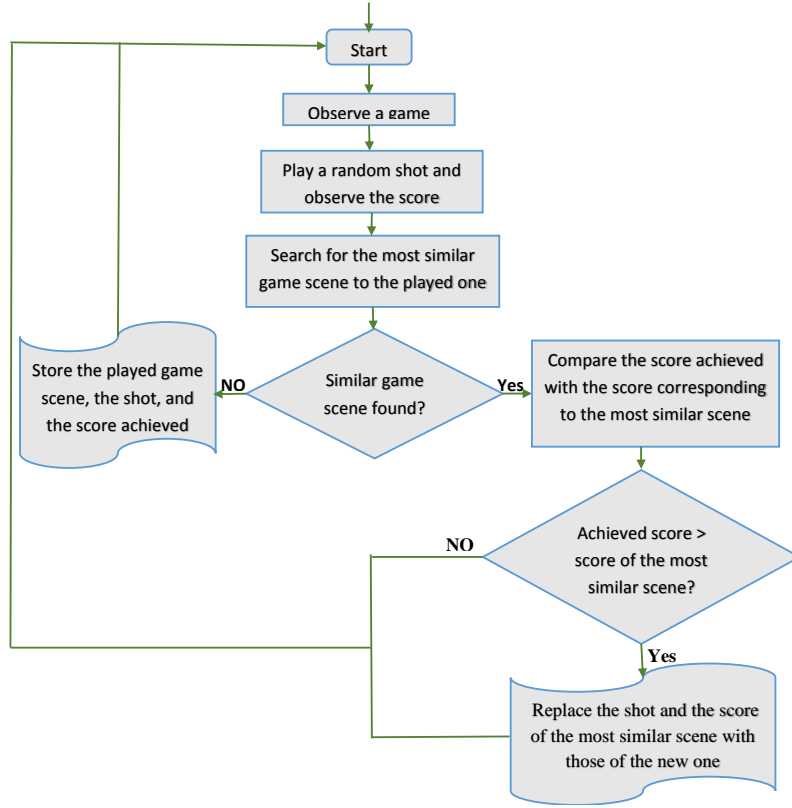 Start
Observe a game
Play a random shot and
observe the score
Search for the most similar
game scene to the played one
Similar game
scene found?
NO
Yes
Store the played game
scene, the shot, and
the score achieved
Compare the score achieved
with the score corresponding
to the most similar scene
Achieved score >
score of the most
similar scene?
NO
Yes
Replace the shot and the score
of the most similar scene with
those of the new one